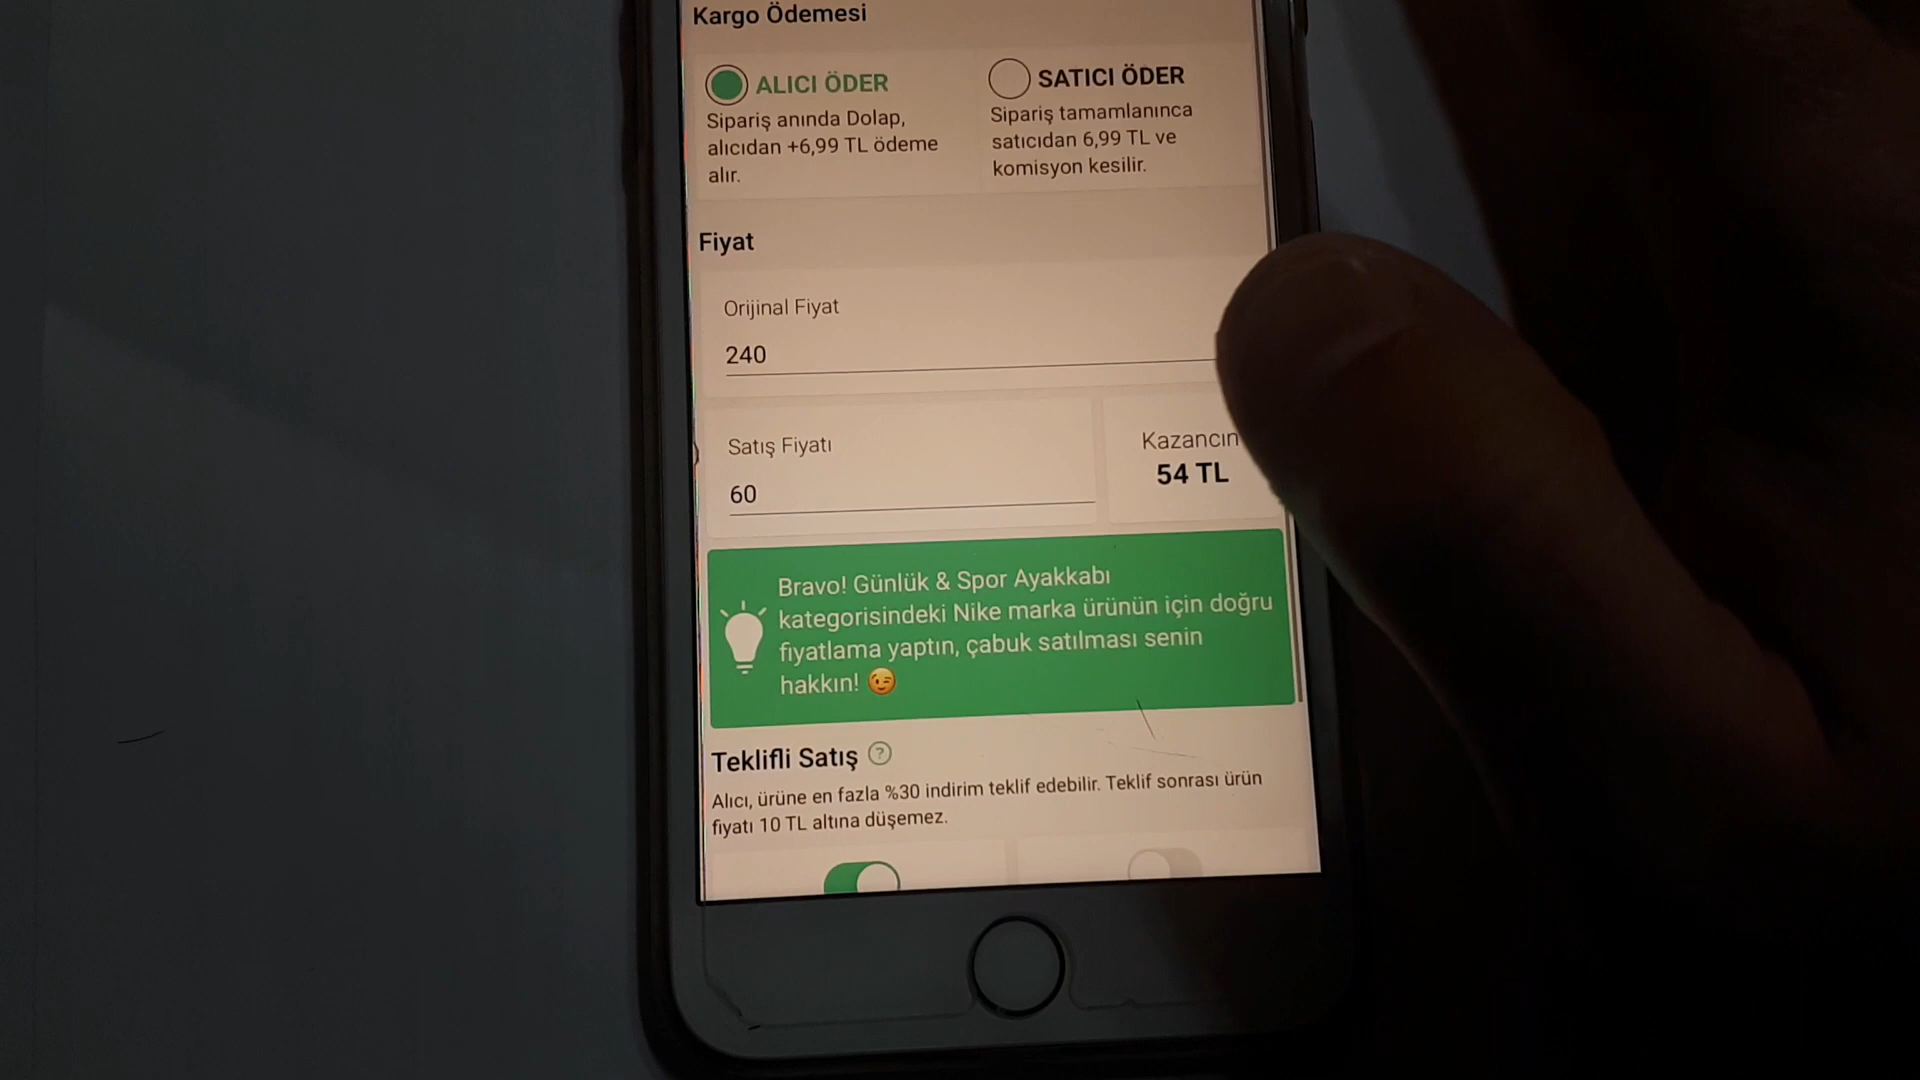 Kargo Ödemesi
ALICI ÖDER
Sipariş anında Dolap,
alıcıdan +6,99 TL ödeme
alır.
SATICI ÖDER
Sipariş tamamlanınca
satıcıdan 6,99 TL ve
komisyon kesilir.
Fiyat
Orijinal Fiyat
240
Satış Fiyatı
60
Kazancın
54 TL
Bravo! Günlük & Spor Ayakkabı
kategorisindeki Nike marka ürünün için doğru
fiyatlama yaptın, çabuk satılması senin
hakkın! 😉
Teklifli Satış ?
Alıcı, ürüne en fazla %30 indirim teklif edebilir. Teklif sonrası ürün
fiyatı 10 TL altına düşemez.